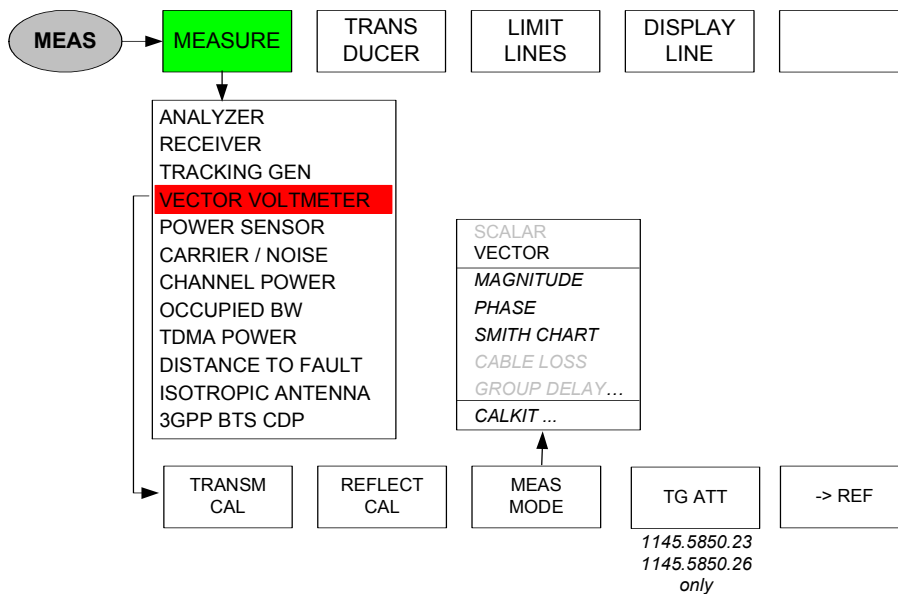 MEAS
MEASURE
TRANS
DUCER
LIMIT
LINES
DISPLAY
LINE
ANALYZER
RECEIVER
TRACKING GEN
VECTOR VOLTMETER
POWER SENSOR
CARRIER / NOISE
CHANNEL POWER
OCCUPIED BW
TDMA POWER
DISTANCE TO FAULT
ISOTROPIC ANTENNA
3GPP BTS CDP
SCALAR
VECTOR
MAGNITUDE
PHASE
SMITH CHART
CABLE LOSS
GROUP DELAY...
CALKIT ...
TRANSM
CAL
REFLECT
CAL
MEAS
MODE
TG ATT
-> REF
1145.5850.23
1145.5850.26
only